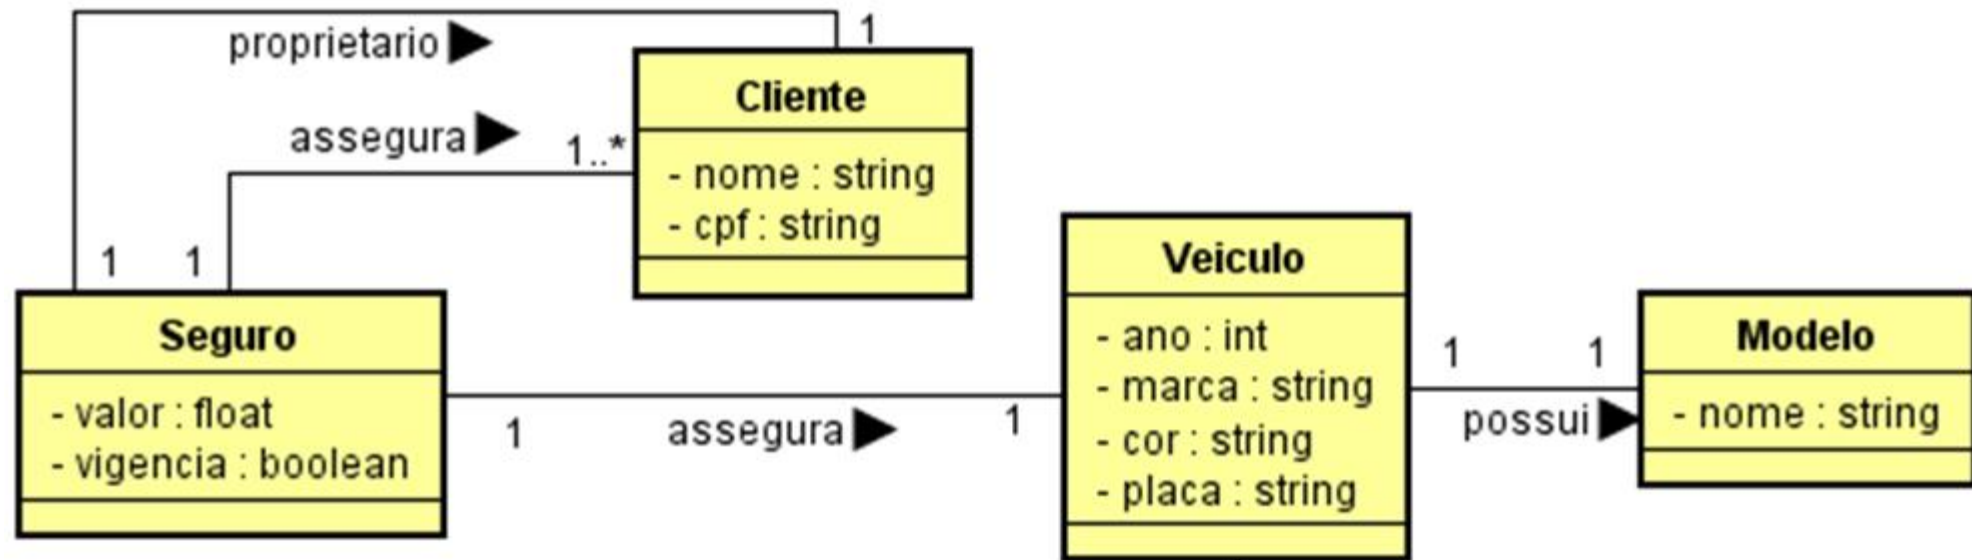 proprietario
1
assegura
1..*
Cliente
- nome : string
- cpf : string
1
1
Seguro
- valor : float
- vigencia : boolean
1
assegura
1
Veiculo
- ano : int
- marca : string
- cor : string
- placa : string
1
1
possui
Modelo
- nome : string